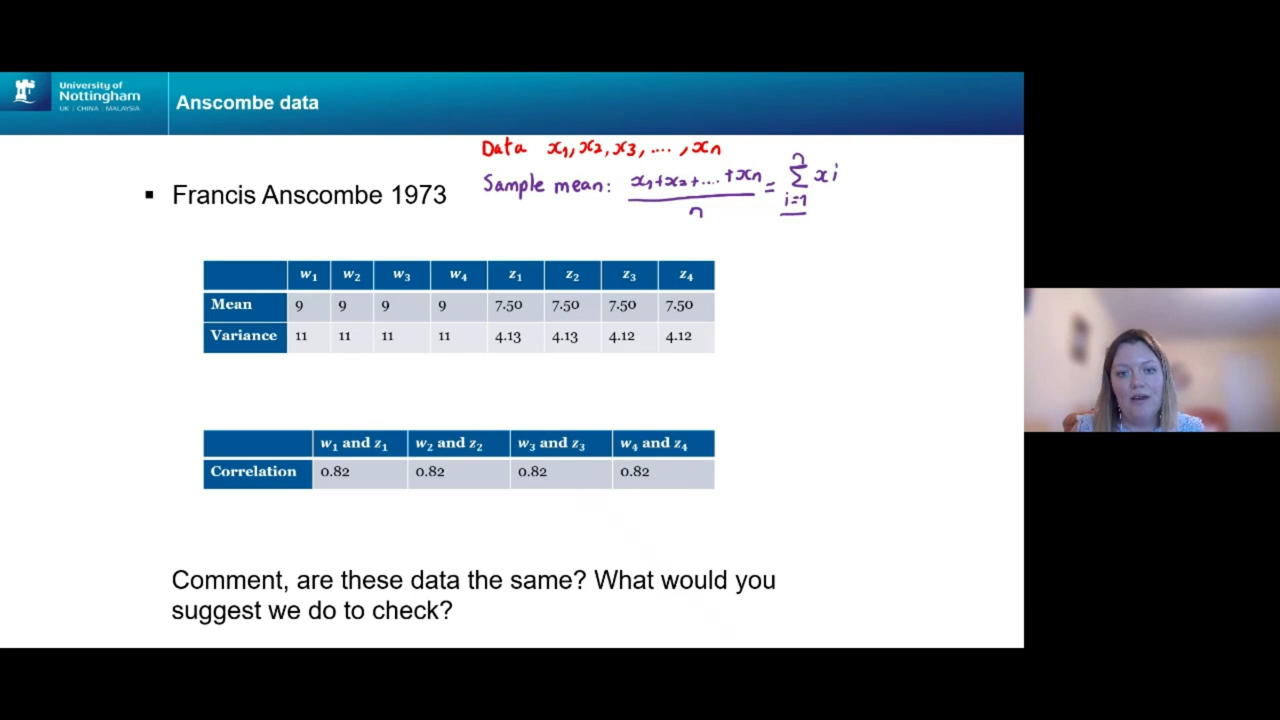 University of
Nottingham
UK | CHINA | MALAYSIA
Anscombe data
Data x₁, x₂, x₃, ...., xₙ
Sample mean: x₁+x₂+....+xₙ / n = n Σ i=1 xi
▪ Francis Anscombe 1973
w₁ w₂ w₃ w₄ z₁ z₂ z₃ z₄
Mean 9 9 9 9 7.50 7.50 7.50 7.50
Variance 11 11 11 11 4.13 4.13 4.12 4.12
w₁ and z₁ w₂ and z₂ w₃ and z₃ w₄ and z₄
Correlation 0.82 0.82 0.82 0.82
Comment, are these data the same? What would you
suggest we do to check?